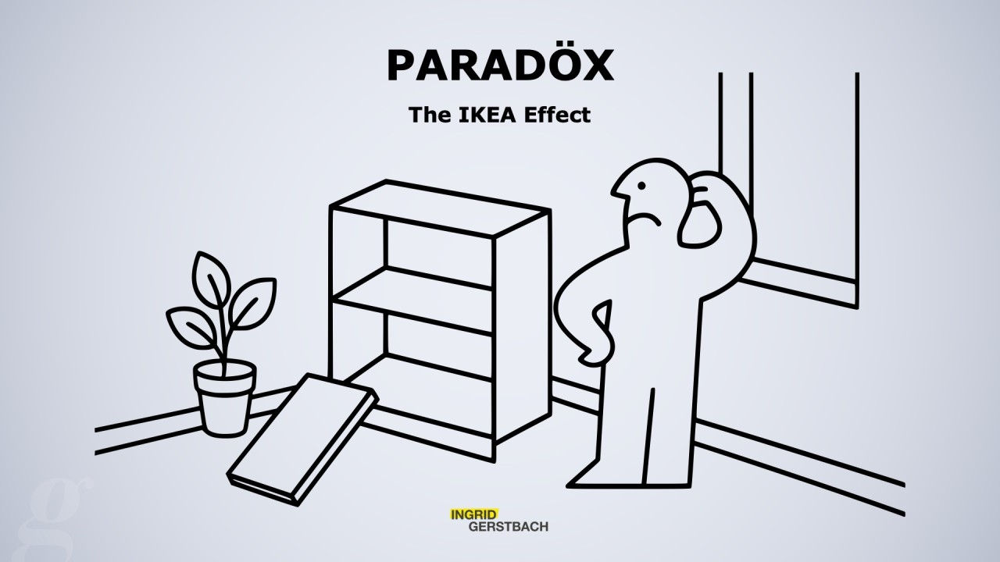 PARADÖX
The IKEA Effect
INGRID
GERSTBACH
g